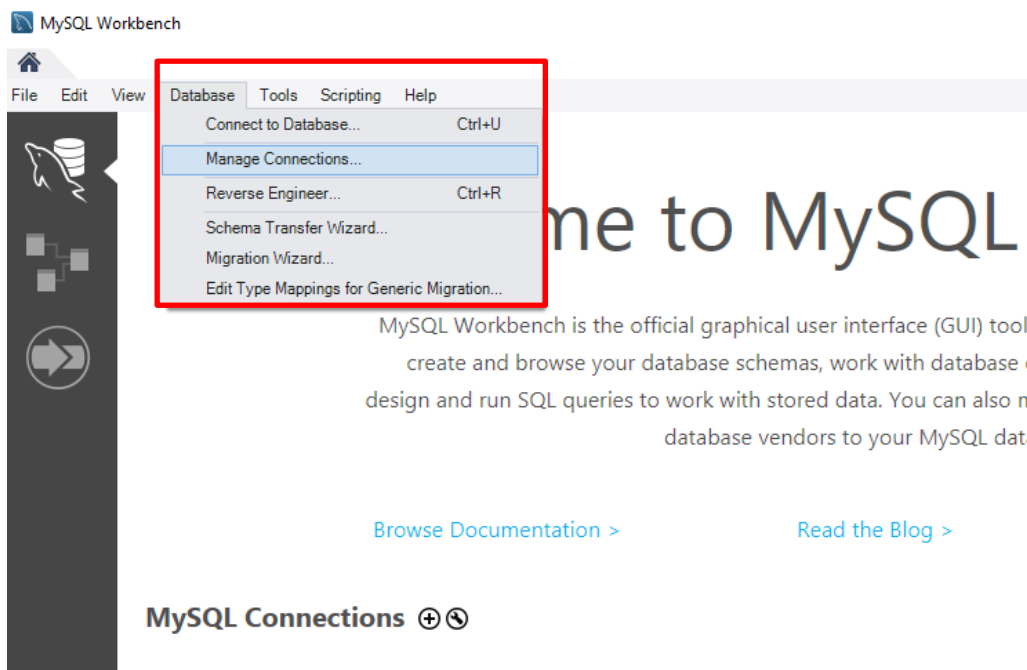 MySQL Workbench
File Edit View Database Tools Scripting Help
Connect to Database... Ctrl+U
Manage Connections...
Reverse Engineer... Ctrl+R
Schema Transfer Wizard...
Migration Wizard...
Edit Type Mappings for Generic Migration...
me to MySQL
MySQL Workbench is the official graphical user interface (GUI) tool
create and browse your database schemas, work with database
design and run SQL queries to work with stored data. You can also
database vendors to your MySQL
Browse Documentation > Read the Blog >
MySQL Connections